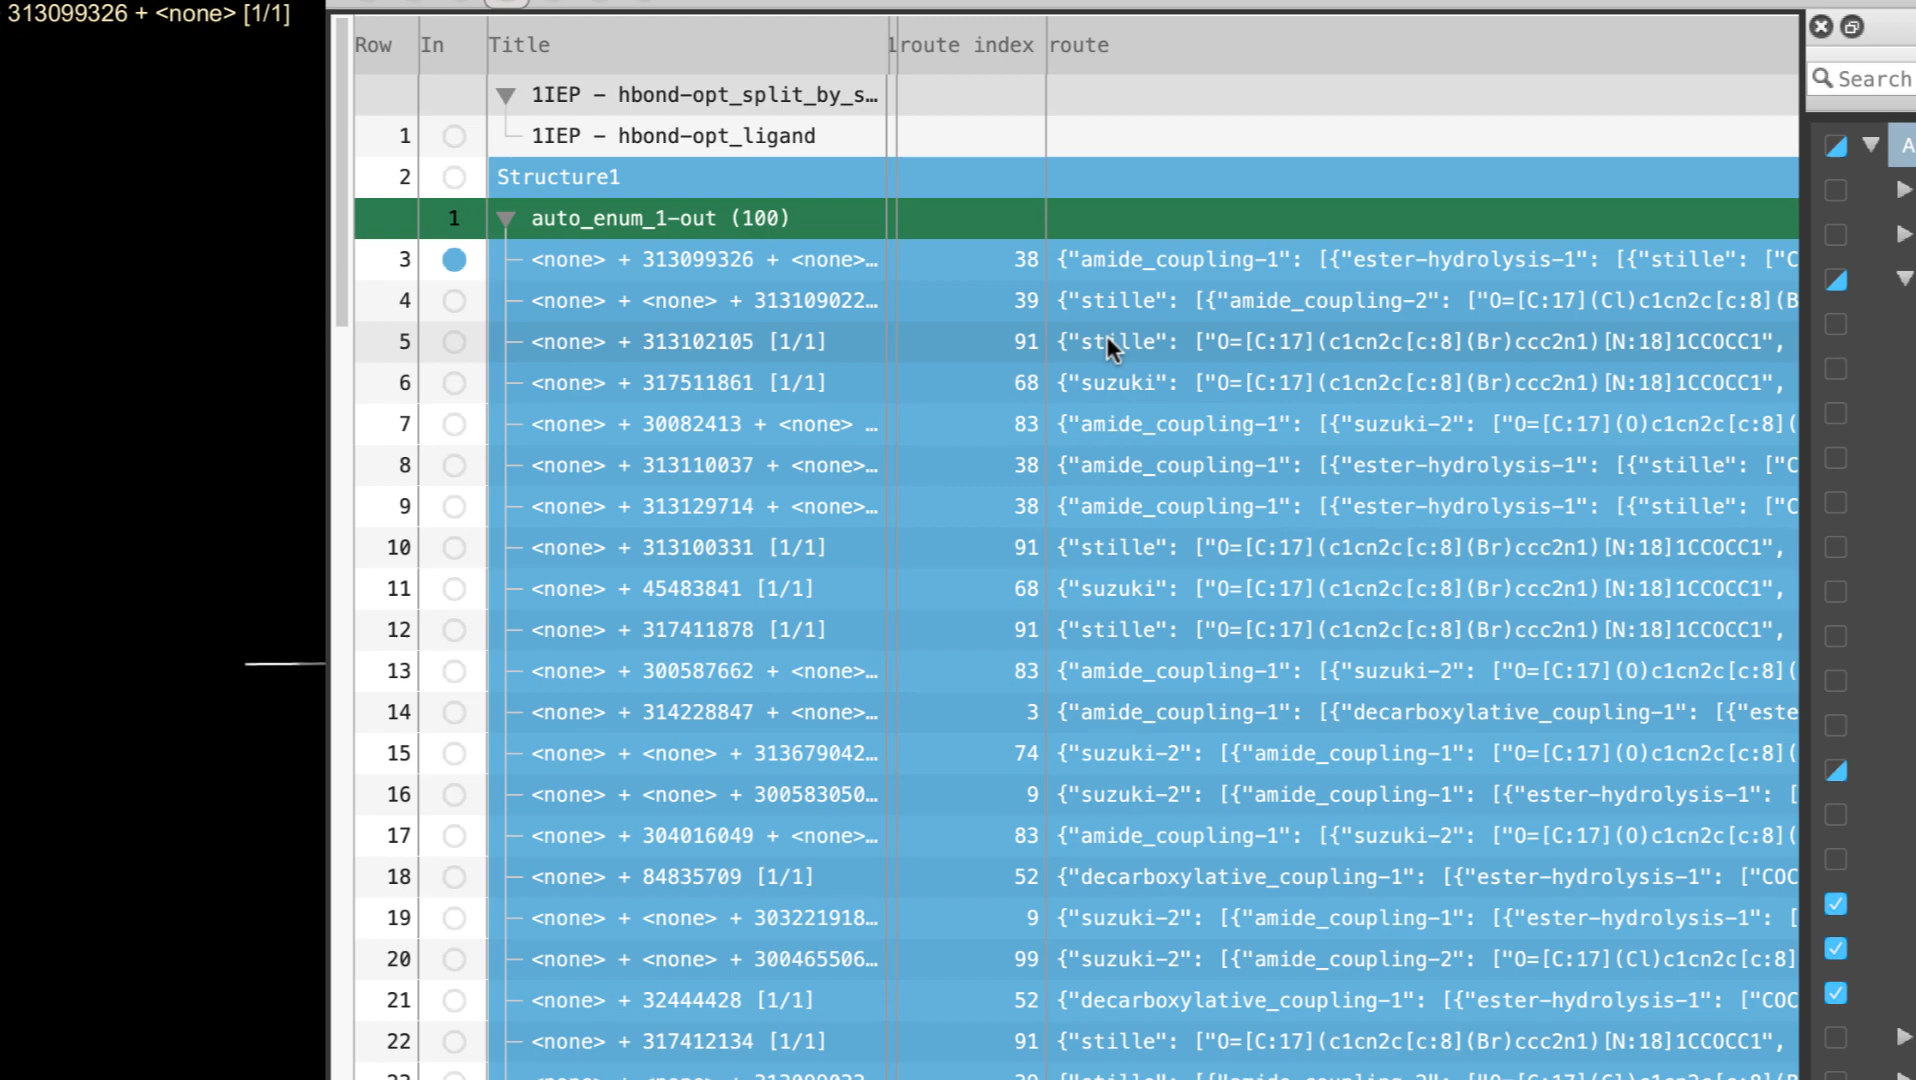 313099326 + <none> [1/1]
Row In Title 1 route index route
1IEP - hbond-opt_split_by_s…
1 1IEP - hbond-opt_ligand
2 Structure1
1 auto_enum_1-out (100)
3 <none> + 313099326 + <none>… 38 {"amide_coupling-1": [{"ester-hydrolysis-1": [{"stille": ["C
4 <none> + <none> + 313109022… 39 {"stille": [{"amide_coupling-2": ["O=[C:17](Cl)c1cn2c[c:8](B
5 <none> + 313102105 [1/1] 91 {"stille": ["O=[C:17](c1cn2c[c:8](Br)ccc2n1)[N:18]1CCOCC1",
6 <none> + 317511861 [1/1] 68 {"suzuki": ["O=[C:17](c1cn2c[c:8](Br)ccc2n1)[N:18]1CCOCC1",
7 <none> + 30082413 + <none> … 83 {"amide_coupling-1": [{"suzuki-2": ["O=[C:17](O)c1cn2c[c:8](
8 <none> + 313110037 + <none>… 38 {"amide_coupling-1": [{"ester-hydrolysis-1": [{"stille": ["C
9 <none> + 313129714 + <none>… 38 {"amide_coupling-1": [{"ester-hydrolysis-1": [{"stille": ["C
10 <none> + 313100331 [1/1] 91 {"stille": ["O=[C:17](c1cn2c[c:8](Br)ccc2n1)[N:18]1CCOCC1",
11 <none> + 45483841 [1/1] 68 {"suzuki": ["O=[C:17](c1cn2c[c:8](Br)ccc2n1)[N:18]1CCOCC1",
12 <none> + 317411878 [1/1] 91 {"stille": ["O=[C:17](c1cn2c[c:8](Br)ccc2n1)[N:18]1CCOCC1",
13 <none> + 300587662 + <none>… 83 {"amide_coupling-1": [{"suzuki-2": ["O=[C:17](O)c1cn2c[c:8](
14 <none> + 314228847 + <none>… 3 {"amide_coupling-1": [{"decarboxylative_coupling-1": [{"este
15 <none> + <none> + 313679042… 74 {"suzuki-2": [{"amide_coupling-1": ["O=[C:17](O)c1cn2c[c:8](
16 <none> + <none> + 300583050… 9 {"suzuki-2": [{"amide_coupling-1": [{"ester-hydrolysis-1": [
17 <none> + 304016049 + <none>… 83 {"amide_coupling-1": [{"suzuki-2": ["O=[C:17](O)c1cn2c[c:8](
18 <none> + 84835709 [1/1] 52 {"decarboxylative_coupling-1": [{"ester-hydrolysis-1": ["COC
19 <none> + <none> + 303221918… 9 {"suzuki-2": [{"amide_coupling-1": [{"ester-hydrolysis-1": [
20 <none> + <none> + 300465506… 99 {"suzuki-2": [{"amide_coupling-2": ["O=[C:17](Cl)c1cn2c[c:8]
21 <none> + 32444428 [1/1] 52 {"decarboxylative_coupling-1": [{"ester-hydrolysis-1": ["COC
22 <none> + 317412134 [1/1] 91 {"stille": ["O=[C:17](c1cn2c[c:8](Br)ccc2n1)[N:18]1CCOCC1",
Search
A